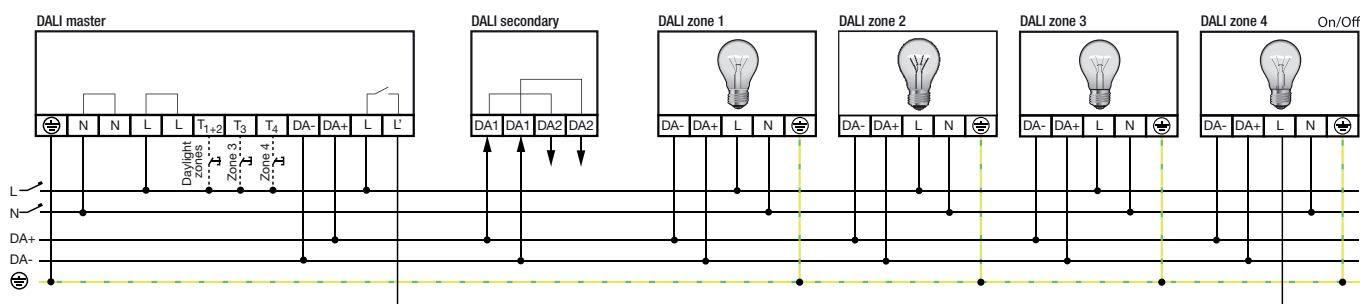 DALI master
DALI secondary
DALI zone 1
DALI zone 2
DALI zone 3
DALI zone 4 On/Off
N N L L T1+2 T3 T4 DA- DA+ L L'
DA1 DA1 DA2 DA2
DA- DA+ L N
DA- DA+ L N
DA- DA+ L N
DA- DA+ L N
Daylight
zones
Zone 3
Zone 4
L
N
DA+
DA-